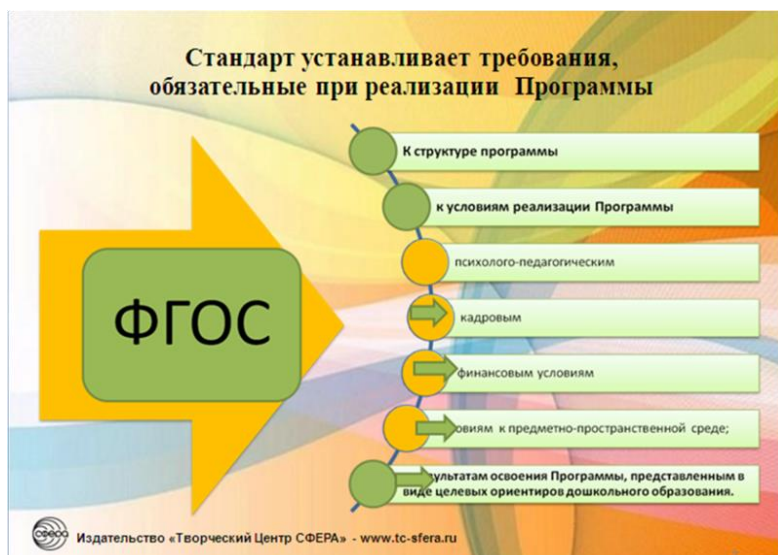 Стандарт устанавливает требования,
обязательные при реализации Программы
ФГОС
К структуре программы
к условиям реализации Программы
психолого-педагогическим
кадровым
финансовым условиям
овиям к предметно-пространственной среде;
ультатам освоения Программы, представленным в
виде целевых ориентиров дошкольного образования.
сфера
Издательство «Творческий Центр СФЕРА» - www.tc-sfera.ru